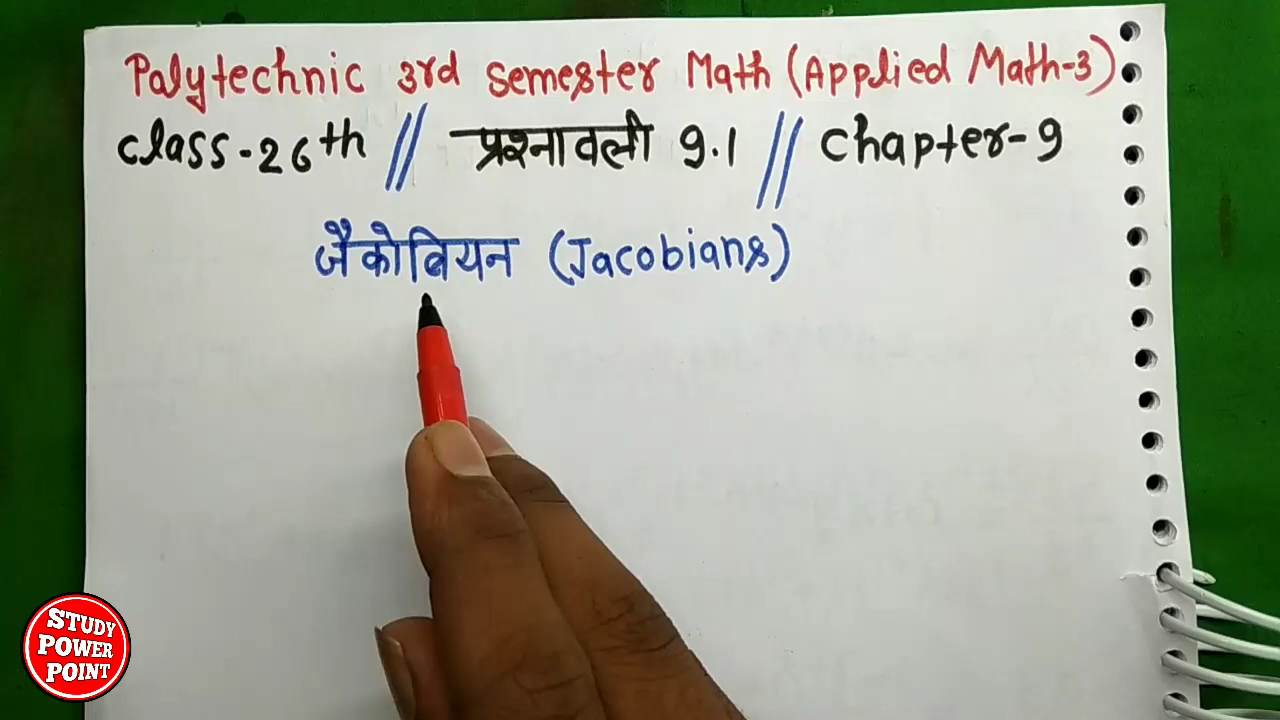 Polytechnic 3rd semester Math (Applied Math-3)
class-26th // प्रश्नावली 9.1 // Chapter-9
जैकोबियन (Jacobians)
STUDY
POWER
POINT